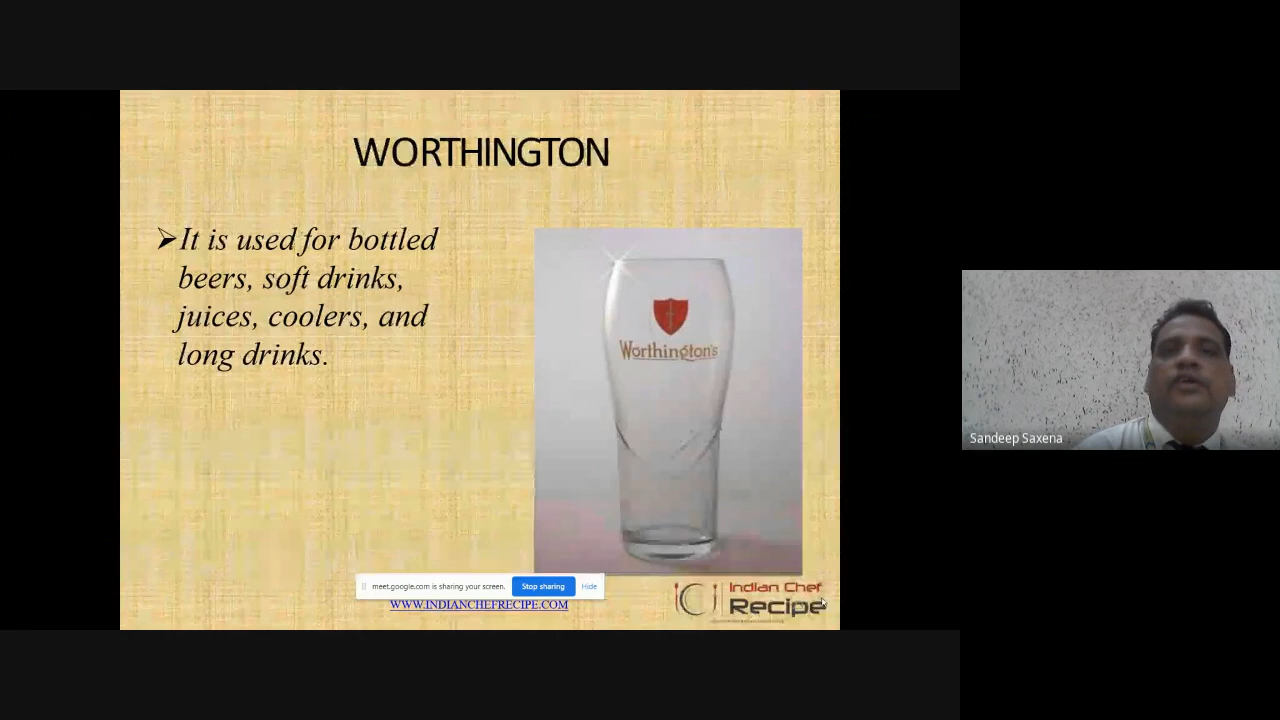 WORTHINGTON
➢It is used for bottled
beers, soft drinks,
juices, coolers, and
long drinks.
Worthington's
Sandeep Saxena
meet.google.com is sharing your screen. Stop sharing Hide
WWW.INDIANCHEFRECIPE.COM
Indian Chef
Recipe